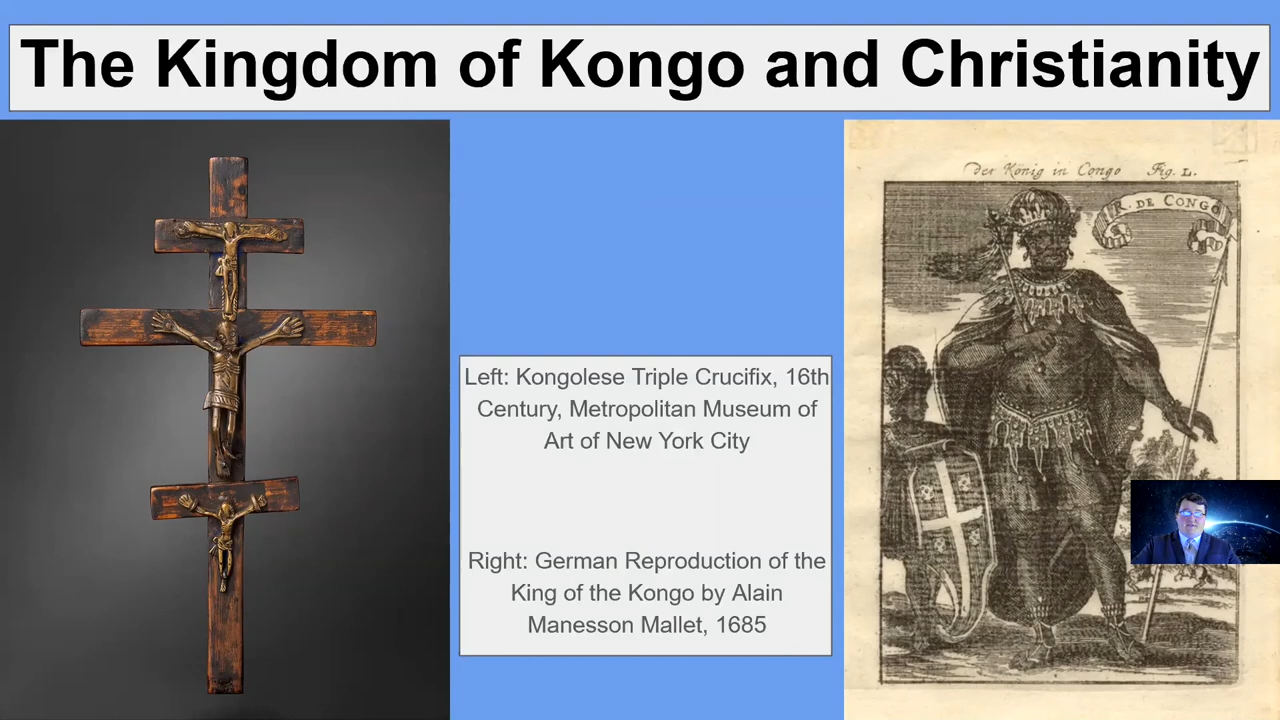 The Kingdom of Kongo and Christianity
der König in Congo Fig. L.
R. DE CONGO
Left: Kongolese Triple Crucifix, 16th
Century, Metropolitan Museum of
Art of New York City
Right: German Reproduction of the
King of the Kongo by Alain
Manesson Mallet, 1685